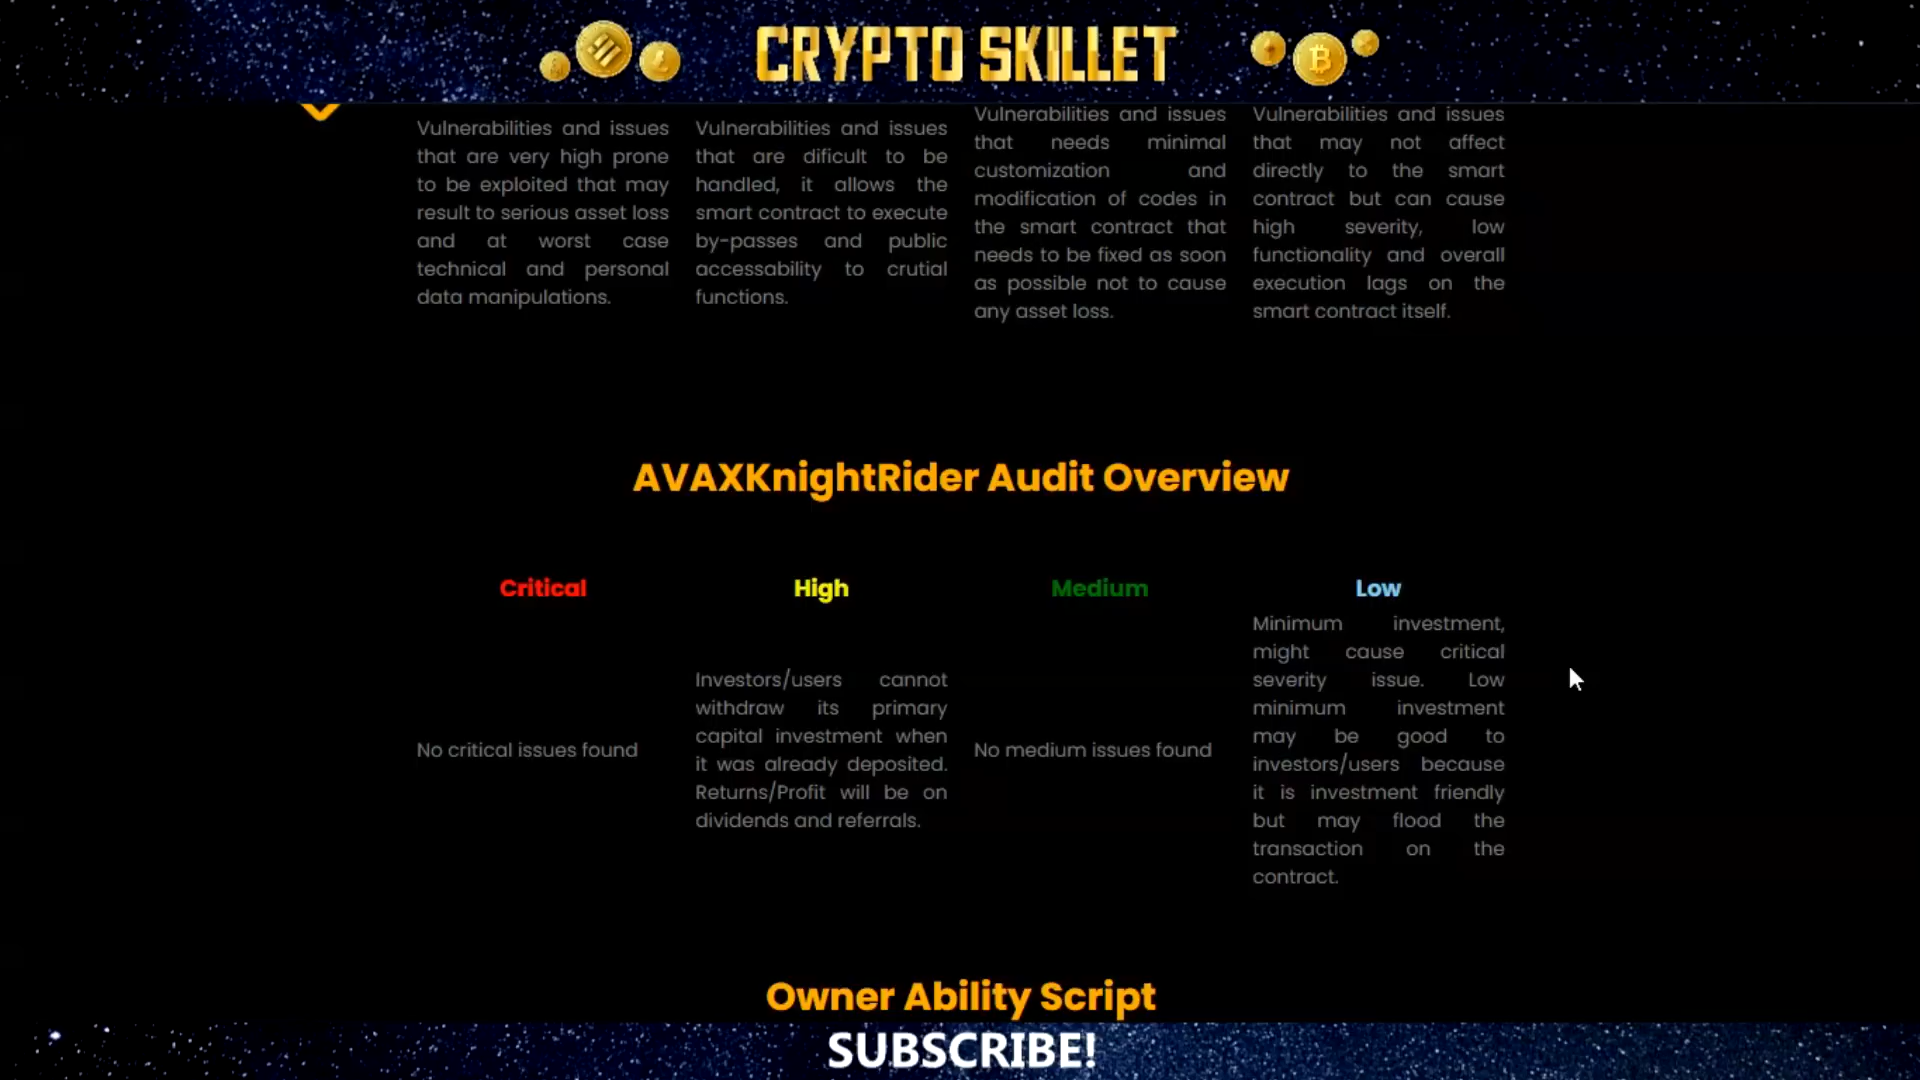 CRYPTO SKILLET
Vulnerabilities and issues
that are very high prone
to be exploited that may
result to serious asset loss
and at worst case
technical and personal
data manipulations.
Vulnerabilities and issues
that are dificult to be
handled, it allows the
smart contract to execute
by-passes and public
accessability to crutial
functions.
Vulnerabilities and issues
that needs minimal
customization and
modification of codes in
the smart contract that
needs to be fixed as soon
as possible not to cause
any asset loss.
Vulnerabilities and issues
that may not affect
directly to the smart
contract but can cause
high severity, low
functionality and overall
execution lags on the
smart contract itself.
AVAXKnightRider Audit Overview
Critical
No critical issues found
High
Investors/users cannot
withdraw its primary
capital investment when
it was already deposited.
Returns/Profit will be on
dividends and referrals.
Medium
No medium issues found
Low
Minimum investment,
might cause critical
severity issue. Low
minimum investment
may be good to
investors/users because
it is investment friendly
but may flood the
transaction on the
contract.
Owner Ability Script
SUBSCRIBE!